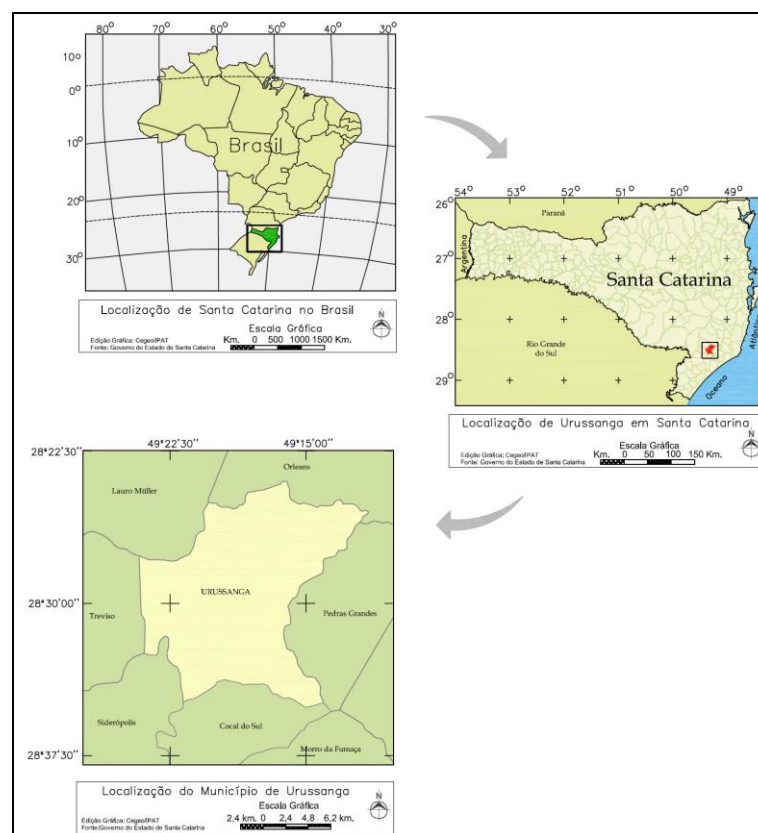 80° 70° 60° 50° 40° 30°
10°
0°
10°
20°
30°
Brasil
Localização de Santa Catarina no Brasil
Escala Gráfica
Km. 0 500 1000 1500 Km.
N
Edição Gráfica: Cegeo/IPAT
Fonte: Governo do Estado de Santa Catarina
54° 53° 52° 51° 50° 49°
26°
27°
28°
29°
Paraná
Argentina
Santa Catarina
Rio Grande
do Sul
Oceano
Atlântico
Localização de Urussanga em Santa Catarina
Escala Gráfica
Km. 0 50 100 150 Km.
N
Edição Gráfica: Cegeo/IPAT
Fonte: Governo do Estado de Santa Catarina
49°22'30'' 49°15'00''
28°22'30''
28°30'00''
28°37'30''
Orleans
Lauro Müller
URUSSANGA
Treviso
Pedras Grandes
Siderópolis
Cocal do Sul
Morro da Fumaça
Localização do Município de Urussanga
Escala Gráfica
2,4 km. 0 2,4 4,8 6,2 km.
N
Edição Gráfica: Cegeo/IPAT
Fonte:Governo do Estado de Santa Catarina